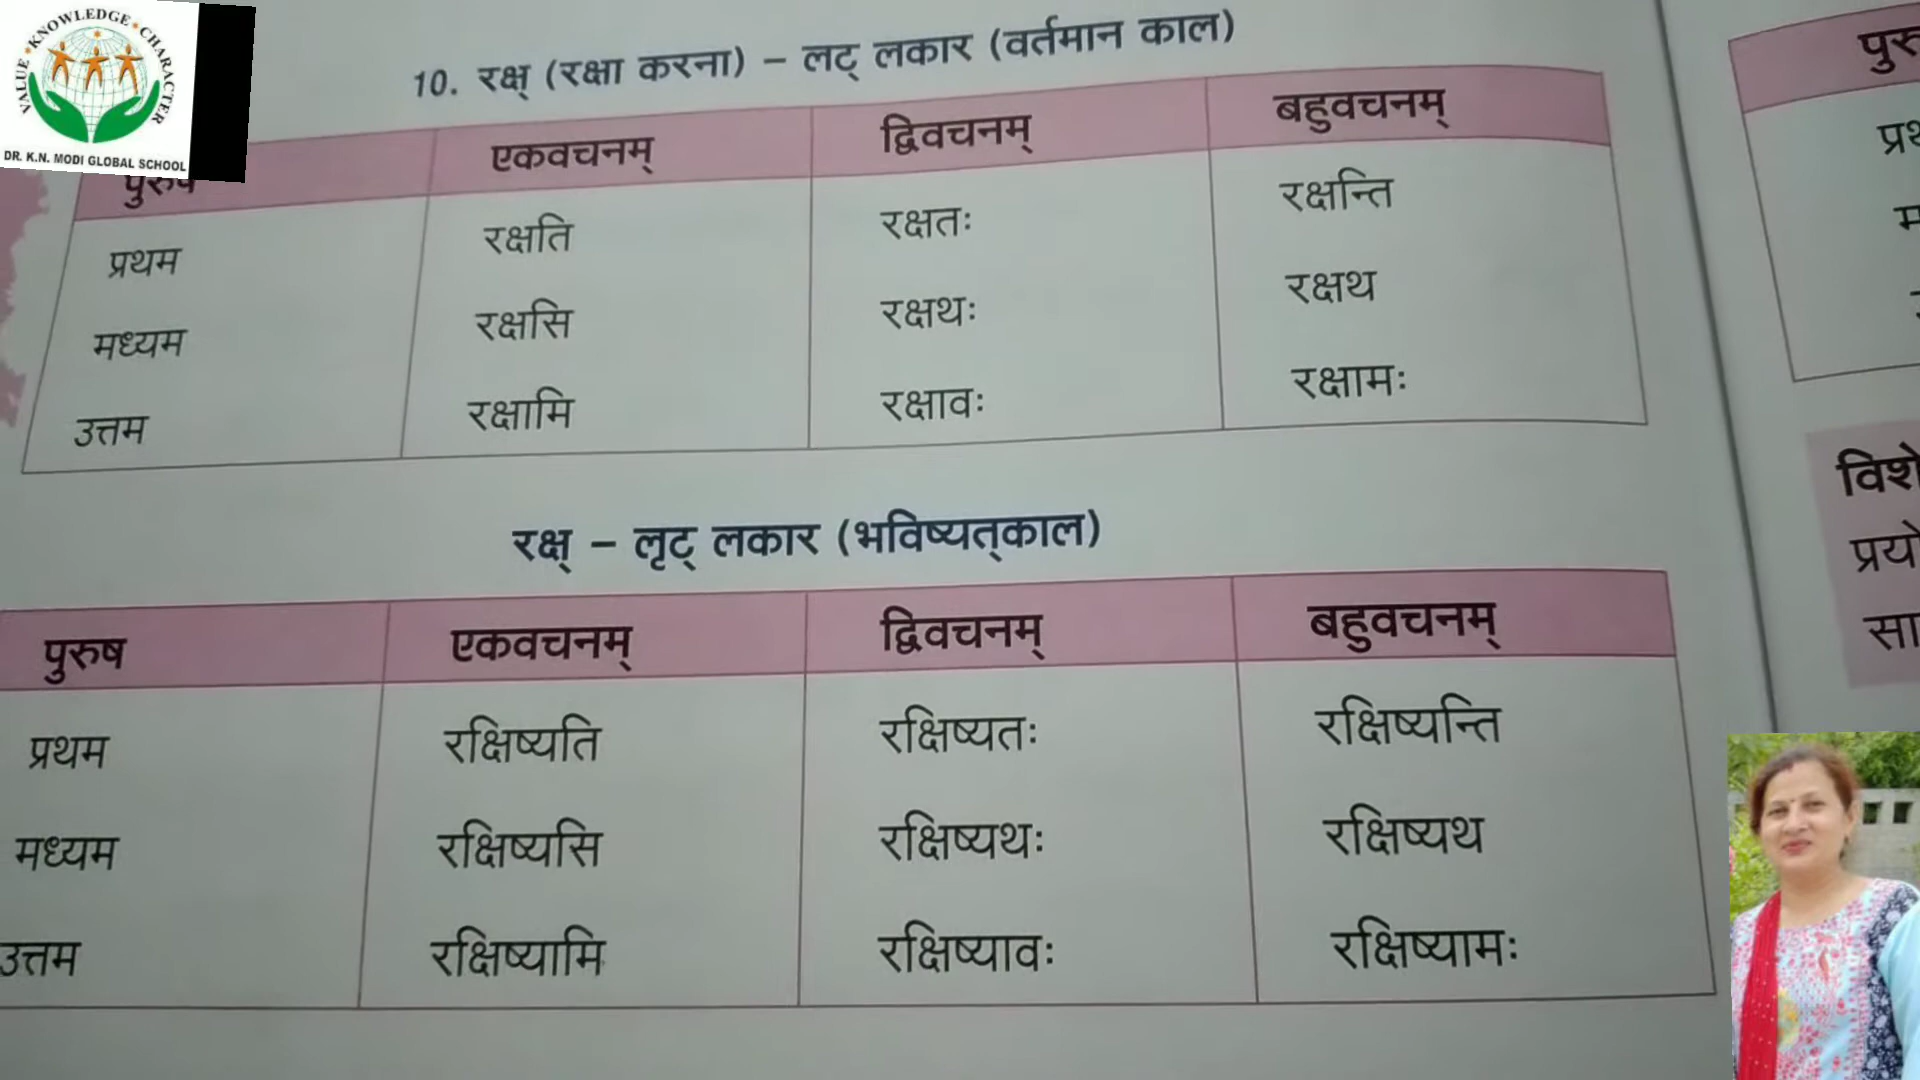 VALUE • KNOWLEDGE • CHARACTER
DR. K.N. MODI GLOBAL SCHOOL
10. रक्ष् (रक्षा करना) – लट् लकार (वर्तमान काल)
पुरुष एकवचनम् द्विवचनम् बहुवचनम्
प्रथम रक्षति रक्षतः रक्षन्ति
मध्यम रक्षसि रक्षथः रक्षथ
उत्तम रक्षामि रक्षावः रक्षामः
रक्ष् – लृट् लकार (भविष्यत्काल)
पुरुष एकवचनम् द्विवचनम् बहुवचनम्
प्रथम रक्षिष्यति रक्षिष्यतः रक्षिष्यन्ति
मध्यम रक्षिष्यसि रक्षिष्यथः रक्षिष्यथ
उत्तम रक्षिष्यामि रक्षिष्यावः रक्षिष्यामः